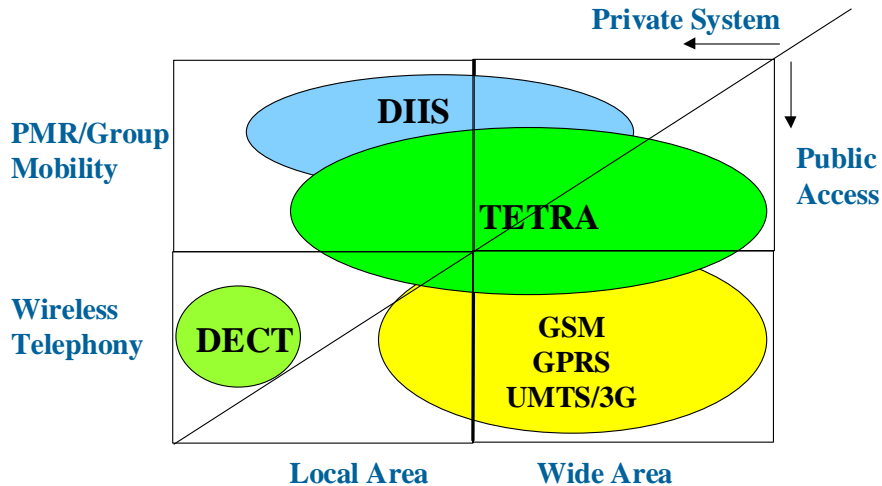 Private System
DIIS
PMR/Group
Mobility
Public
Access
TETRA
Wireless
Telephony
DECT
GSM
GPRS
UMTS/3G
Local Area
Wide Area